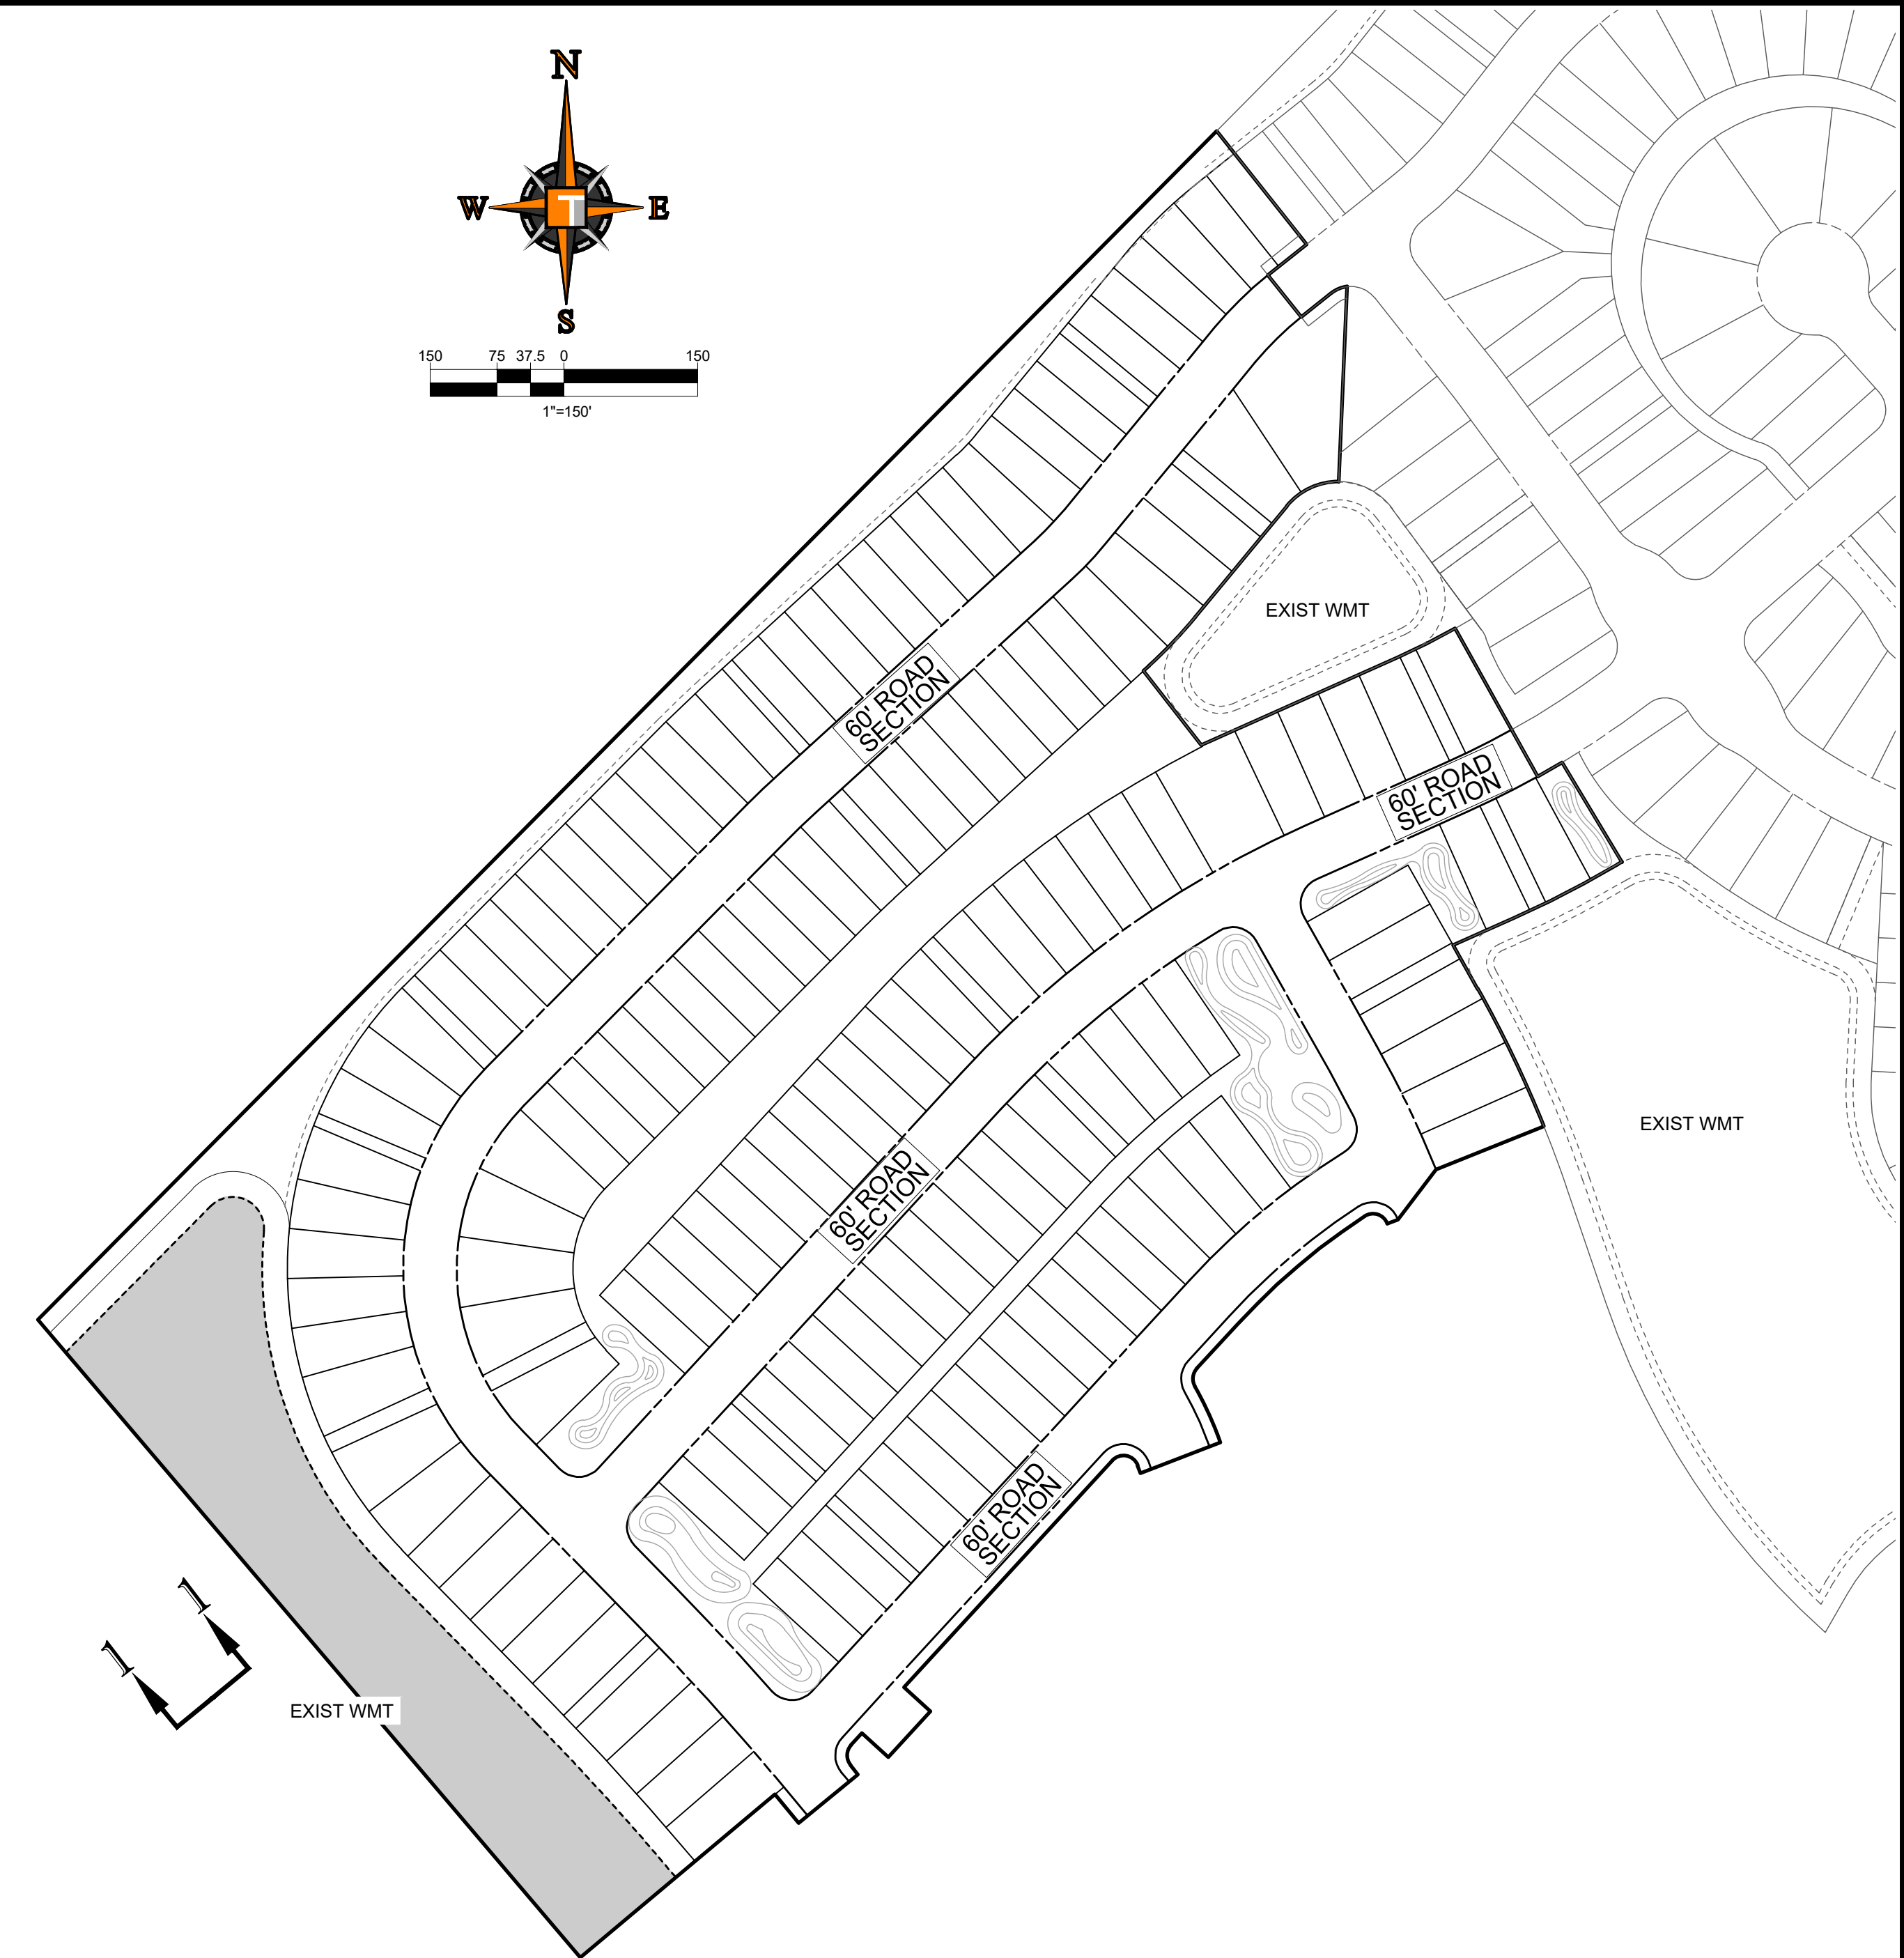 N
W
T
E
S
150 75 37.5 0 150
1"=150'
EXIST WMT
60' ROAD
SECTION
60' ROAD
SECTION
EXIST WMT
60' ROAD
SECTION
60' ROAD
SECTION
1
1
EXIST WMT